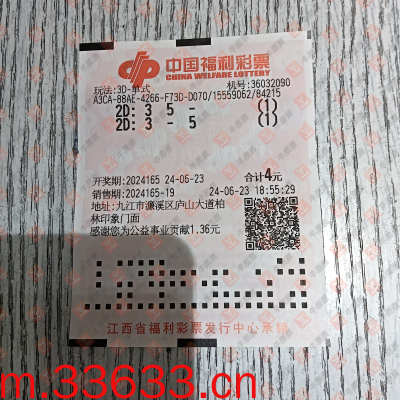 中国福利彩票
CHINA WELFARE LOTTERY
玩法:3D-单式 机号:36032090
A3CA-88AE-4266-F73D-D070/15559062/84215
2D: 3 5 - (1)
2D: 3 - 5 (1)
开奖期:2024165 24-06-23 合计4元
销售期:2024165-19 24-06-23 18:55:29
地址:九江市濂溪区庐山大道柏
林印象门面
感谢您为公益事业贡献1.36元
江西省福利彩票发行中心承销
m.33633.cn